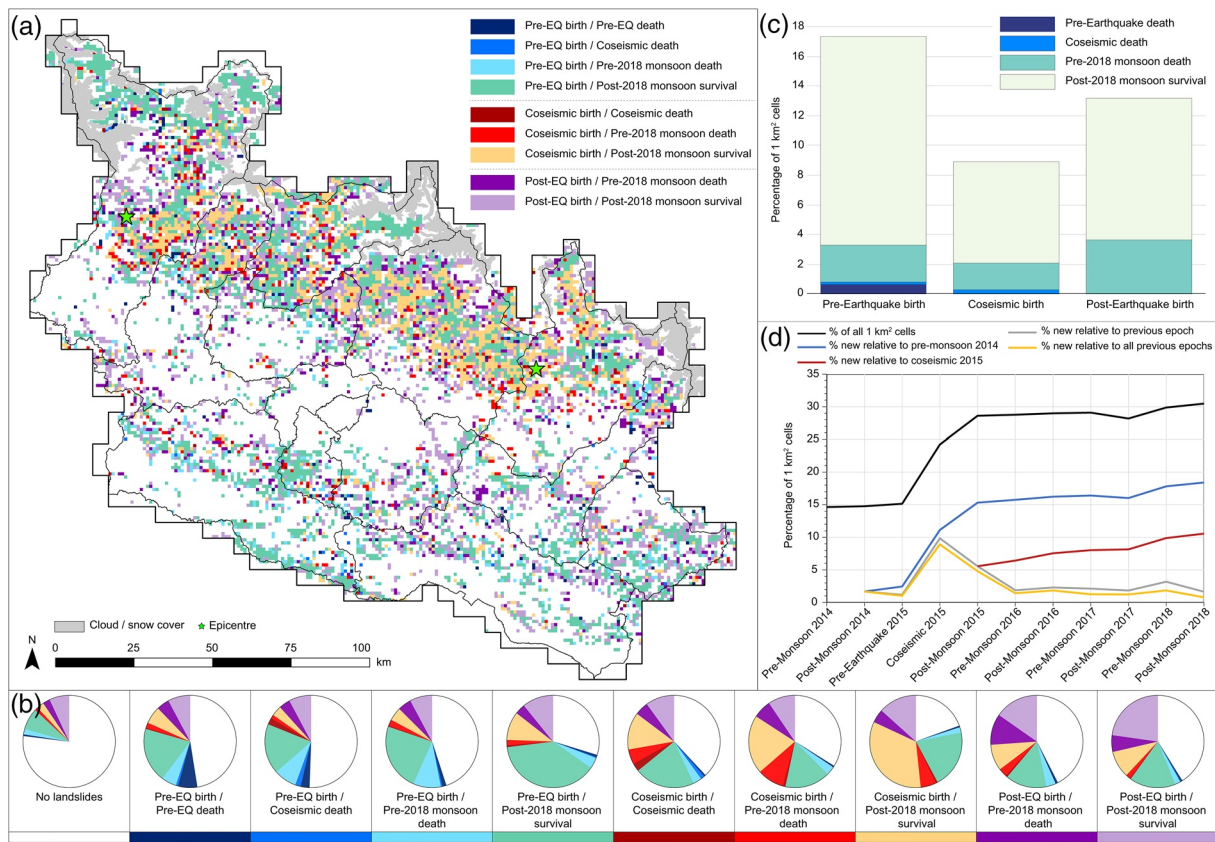 (a)
Pre-EQ birth / Pre-EQ death
Pre-EQ birth / Coseismic death
Pre-EQ birth / Pre-2018 monsoon death
Pre-EQ birth / Post-2018 monsoon survival
Coseismic birth / Coseismic death
Coseismic birth / Pre-2018 monsoon death
Coseismic birth / Post-2018 monsoon survival
Post-EQ birth / Pre-2018 monsoon death
Post-EQ birth / Post-2018 monsoon survival
Cloud / snow cover
Epicentre
N
0 25 50 75 100
km
(c)
Pre-Earthquake death
Coseismic death
Pre-2018 monsoon death
Post-2018 monsoon survival
Percentage of 1 km² cells
18
16
14
12
10
8
6
4
2
0
Pre-Earthquake birth
Coseismic birth
Post-Earthquake birth
(d)
% of all 1 km² cells
% new relative to previous epoch
% new relative to pre-monsoon 2014
% new relative to all previous epochs
% new relative to coseismic 2015
Percentage of 1 km² cells
35
30
25
20
15
10
5
0
Pre-Monsoon 2014
Post-Monsoon 2014
Pre-Earthquake 2015
Coseismic 2015
Post-Monsoon 2015
Pre-Monsoon 2016
Post-Monsoon 2016
Pre-Monsoon 2017
Post-Monsoon 2017
Pre-Monsoon 2018
Post-Monsoon 2018
(b)
No landslides
Pre-EQ birth /
Pre-EQ death
Pre-EQ birth /
Coseismic death
Pre-EQ birth /
Pre-2018 monsoon
death
Pre-EQ birth /
Post-2018 monsoon
survival
Coseismic birth /
Coseismic death
Coseismic birth /
Pre-2018 monsoon
death
Coseismic birth /
Post-2018 monsoon
survival
Post-EQ birth /
Pre-2018 monsoon
death
Post-EQ birth /
Post-2018 monsoon
survival